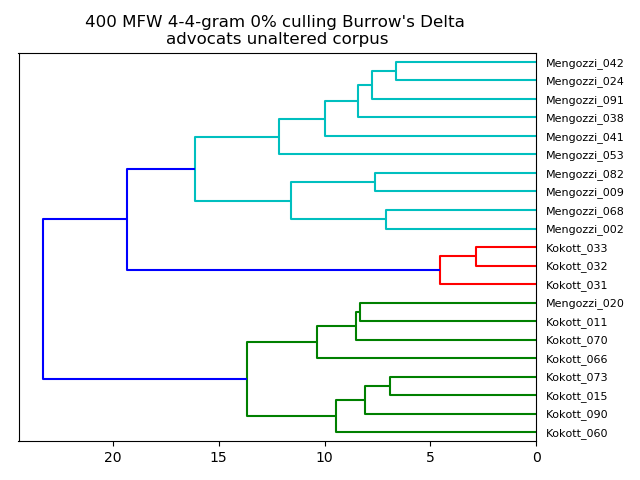 400 MFW 4-4-gram 0% culling Burrow's Delta
advocats unaltered corpus
Mengozzi_042
Mengozzi_024
Mengozzi_091
Mengozzi_038
Mengozzi_041
Mengozzi_053
Mengozzi_082
Mengozzi_009
Mengozzi_068
Mengozzi_002
Kokott_033
Kokott_032
Kokott_031
Mengozzi_020
Kokott_011
Kokott_070
Kokott_066
Kokott_073
Kokott_015
Kokott_090
Kokott_060
20 15 10 5 0